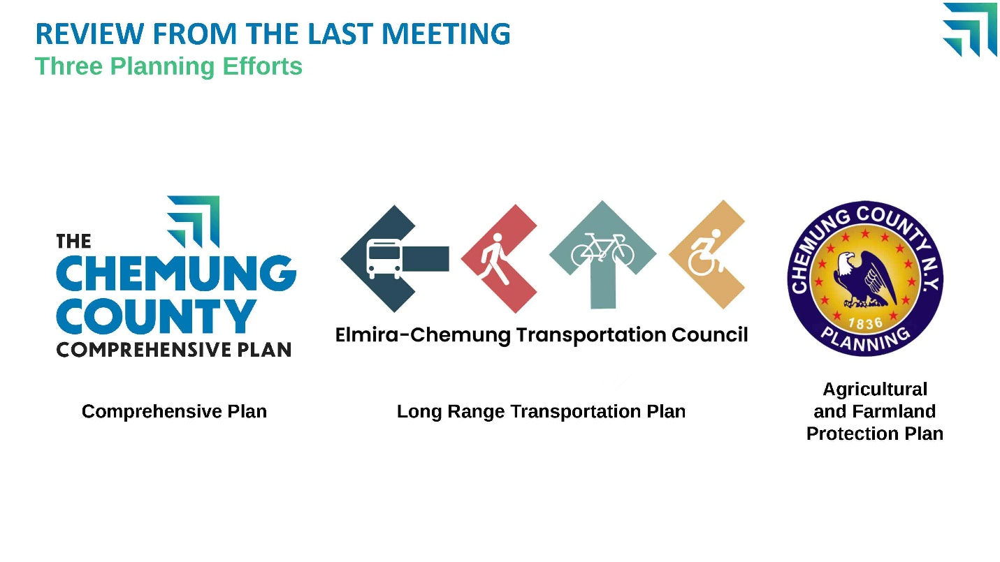 REVIEW FROM THE LAST MEETING
Three Planning Efforts
THE
CHEMUNG
COUNTY
COMPREHENSIVE PLAN
Comprehensive Plan
Elmira-Chemung Transportation Council
Long Range Transportation Plan
CHEMUNG COUNTY N.Y.
1836
PLANNING
Agricultural
and Farmland
Protection Plan